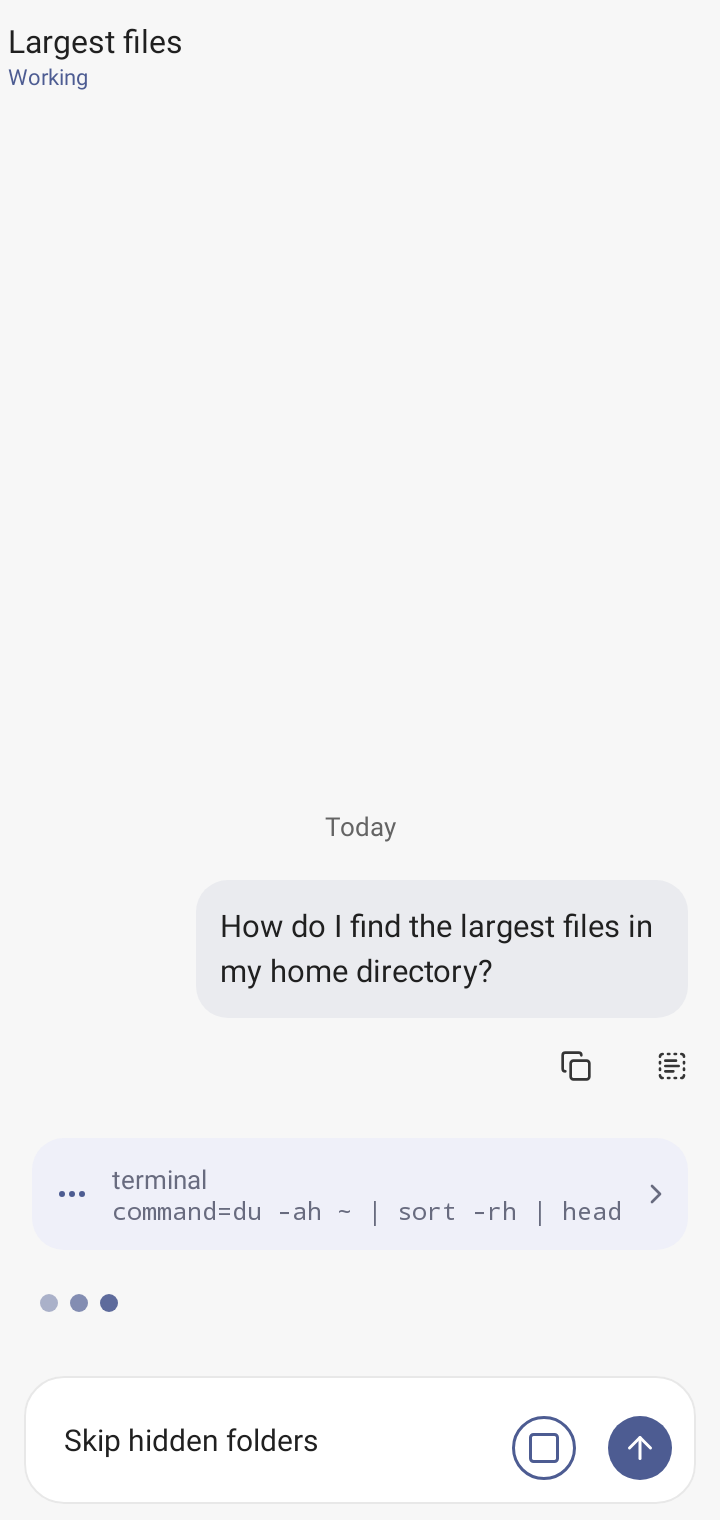 Largest files
Working
Today
How do I find the largest files in
my home directory?
terminal
command=du -ah ~ | sort -rh | head
Skip hidden folders